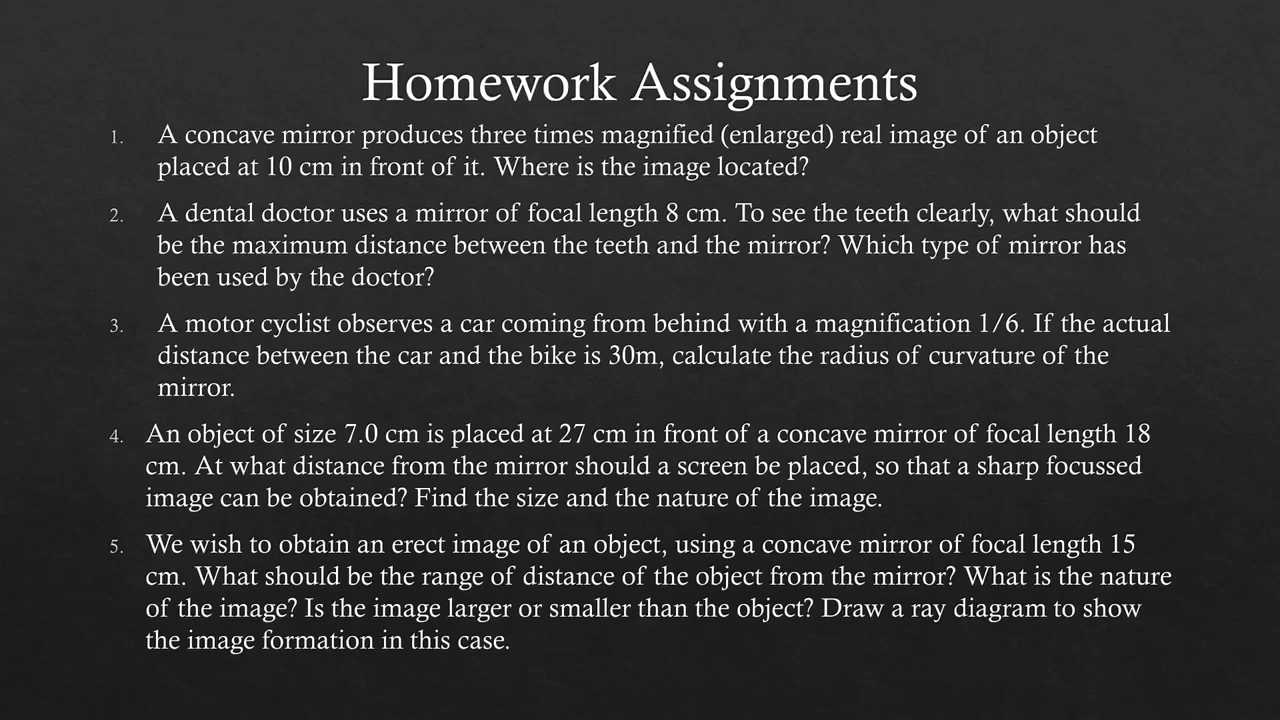 Homework Assignments
1. A concave mirror produces three times magnified (enlarged) real image of an object
placed at 10 cm in front of it. Where is the image located?
2. A dental doctor uses a mirror of focal length 8 cm. To see the teeth clearly, what should
be the maximum distance between the teeth and the mirror? Which type of mirror has
been used by the doctor?
3. A motor cyclist observes a car coming from behind with a magnification 1/6. If the actual
distance between the car and the bike is 30m, calculate the radius of curvature of the
mirror.
4. An object of size 7.0 cm is placed at 27 cm in front of a concave mirror of focal length 18
cm. At what distance from the mirror should a screen be placed, so that a sharp focussed
image can be obtained? Find the size and the nature of the image.
5. We wish to obtain an erect image of an object, using a concave mirror of focal length 15
cm. What should be the range of distance of the object from the mirror? What is the nature
of the image? Is the image larger or smaller than the object? Draw a ray diagram to show
the image formation in this case.